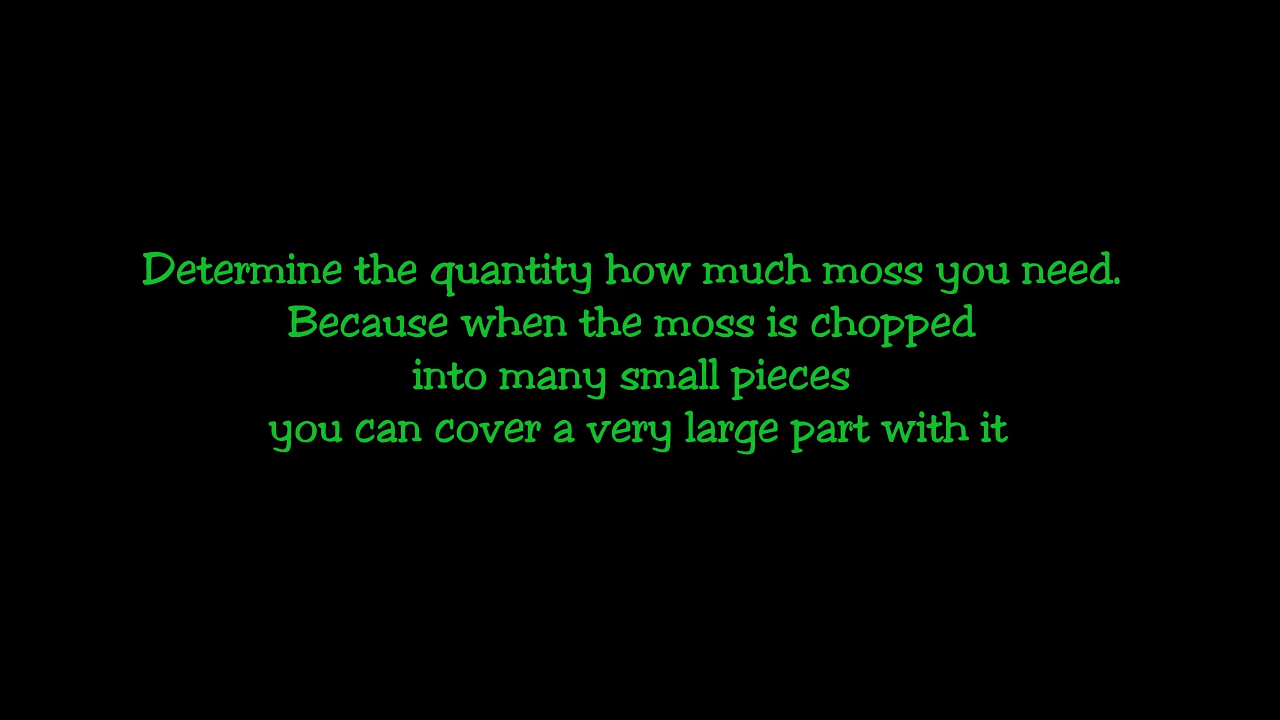 Determine the quantity how much moss you need.
Because when the moss is chopped
into many small pieces
you can cover a very large part with it